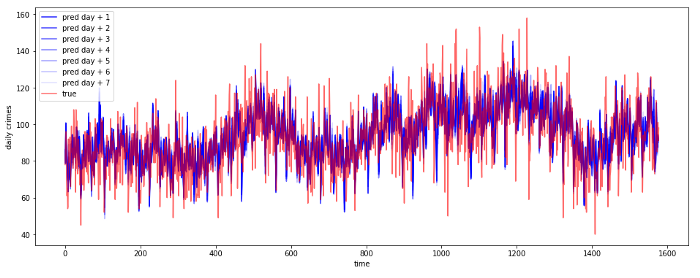 pred day + 1
pred day + 2
pred day + 3
pred day + 4
pred day + 5
pred day + 6
pred day + 7
true
160
140
120
100
80
60
40
daily crimes
0 200 400 600 800 1000 1200 1400 1600
time